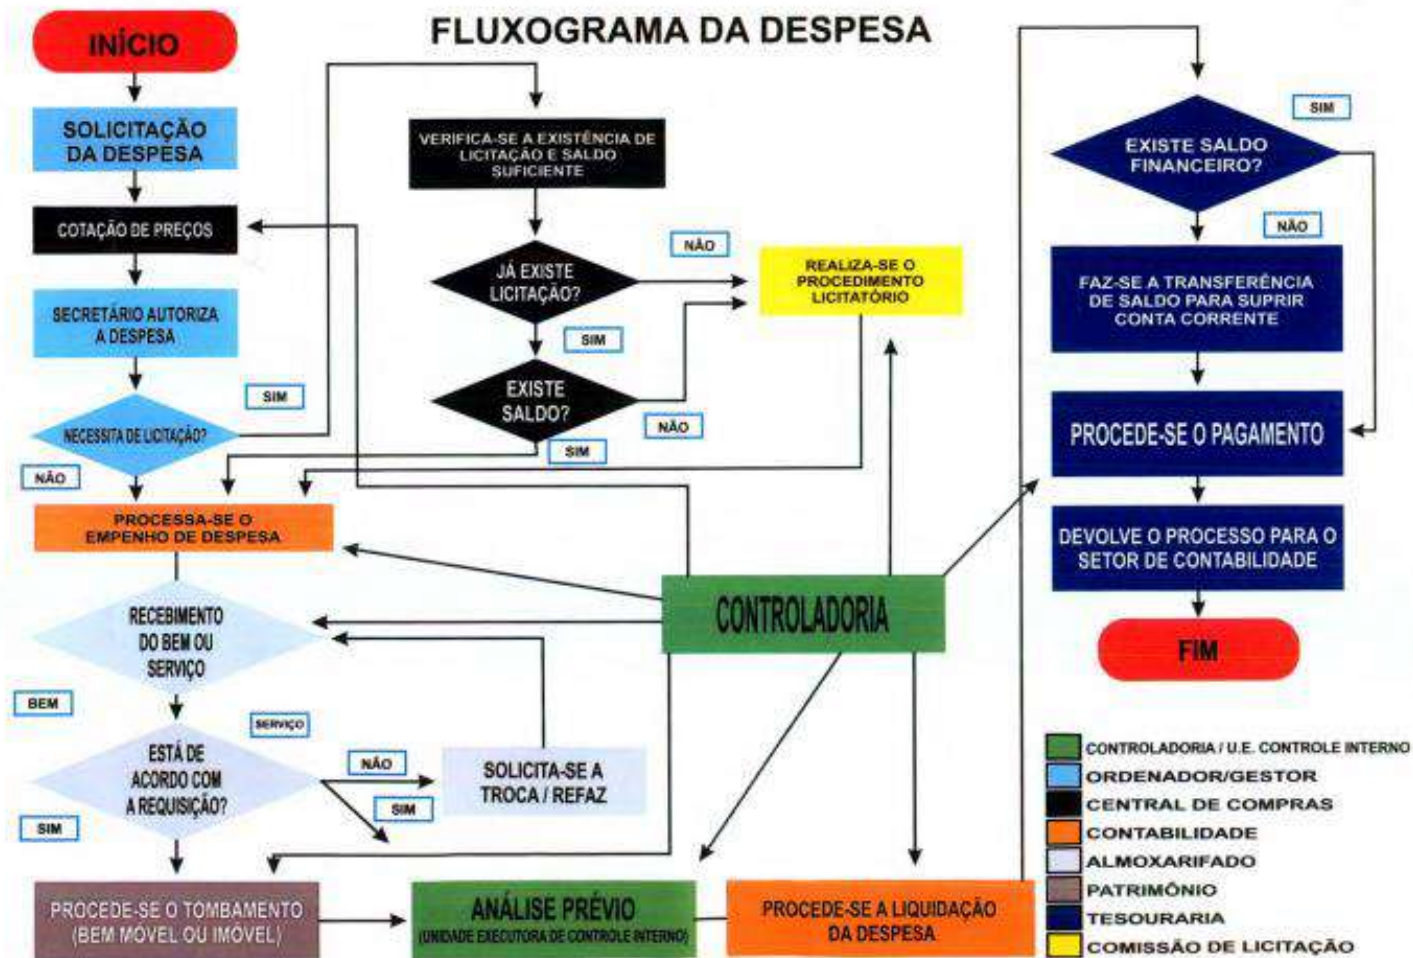 FLUXOGRAMA DA DESPESA
INÍCIO
SOLICITAÇÃO
DA DESPESA
COTAÇÃO DE PREÇOS
SECRETÁRIO AUTORIZA
A DESPESA
SIM
NECESSITA DE LICITAÇÃO?
NÃO
VERIFICA-SE A EXISTÊNCIA DE
LICITAÇÃO E SALDO
SUFICIENTE
JÁ EXISTE
LICITAÇÃO?
NÃO
SIM
REALIZA-SE O
PROCEDIMENTO
LICITATÓRIO
EXISTE
SALDO?
NÃO
SIM
PROCESSA-SE O
EMPENHO DE DESPESA
RECEBIMENTO
DO BEM OU
SERVIÇO
BEM
SERVIÇO
ESTÁ DE
ACORDO COM
A REQUISIÇÃO?
NÃO
SIM
SIM
SOLICITA-SE A
TROCA / REFAZ
CONTROLADORIA
PROCEDE-SE O TOMBAMENTO
(BEM MOVEL OU IMÓVEL)
ANÁLISE PRÉVIO
(UNIDADE EXECUTORA DE CONTROLE INTERNO)
PROCEDE-SE A LIQUIDAÇÃO
DA DESPESA
SIM
EXISTE SALDO
FINANCEIRO?
NÃO
FAZ-SE A TRANSFERÊNCIA
DE SALDO PARA SUPRIR
CONTA CORRENTE
PROCEDE-SE O PAGAMENTO
DEVOLVE O PROCESSO PARA O
SETOR DE CONTABILIDADE
FIM
CONTROLADORIA / U.E. CONTROLE INTERNO
ORDENADOR/GESTOR
CENTRAL DE COMPRAS
CONTABILIDADE
ALMOXARIFADO
PATRIMÔNIO
TESOURARIA
COMISSÃO DE LICITAÇÃO